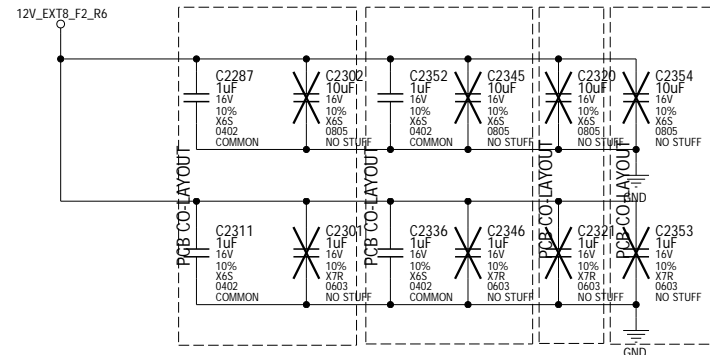 12V_EXT8_F2_R6
C2287
1uF
16V
10%
X6S
0402
COMMON
C2302
10uF
16V
10%
X6S
0805
NO STUFF
C2352
1uF
16V
10%
X6S
0402
COMMON
C2345
10uF
16V
10%
X6S
0805
NO STUFF
C2320
10uF
16V
10%
X6S
0805
NO STUFF
C2354
10uF
16V
10%
X6S
0805
NO STUFF
GND
PCB CO-LAYOUT
PCB CO-LAYOUT
PCB CO-LAYOUT
PCB CO-LAYOUT
C2311
1uF
16V
10%
X6S
0402
COMMON
C2301
1uF
16V
10%
X7R
0603
NO STUFF
C2336
1uF
16V
10%
X6S
0402
COMMON
C2346
1uF
16V
10%
X7R
0603
NO STUFF
C2321
1uF
16V
10%
X7R
0603
NO STUFF
C2353
1uF
16V
10%
X7R
0603
NO STUFF
GND